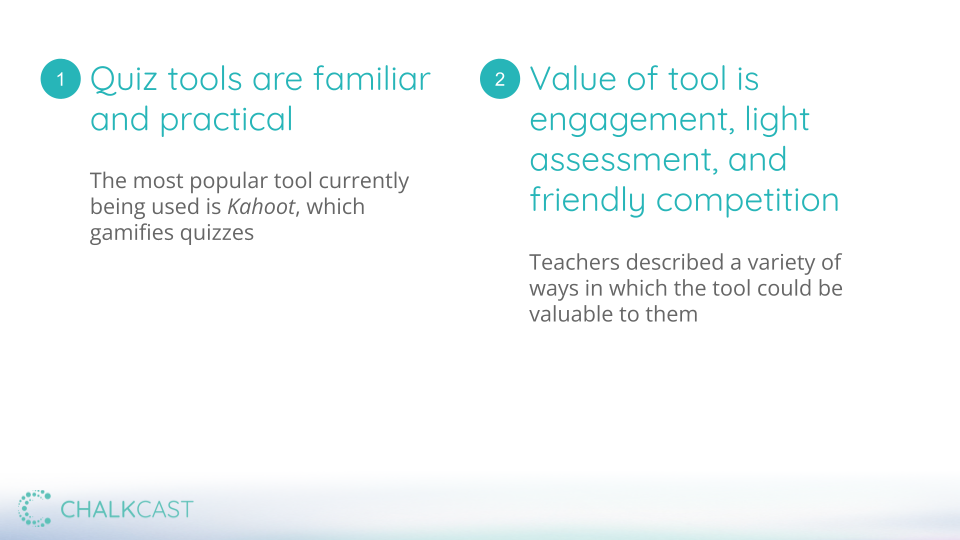 1
Quiz tools are familiar
and practical
The most popular tool currently
being used is Kahoot, which
gamifies quizzes
2
Value of tool is
engagement, light
assessment, and
friendly competition
Teachers described a variety of
ways in which the tool could be
valuable to them
CHALKCAST